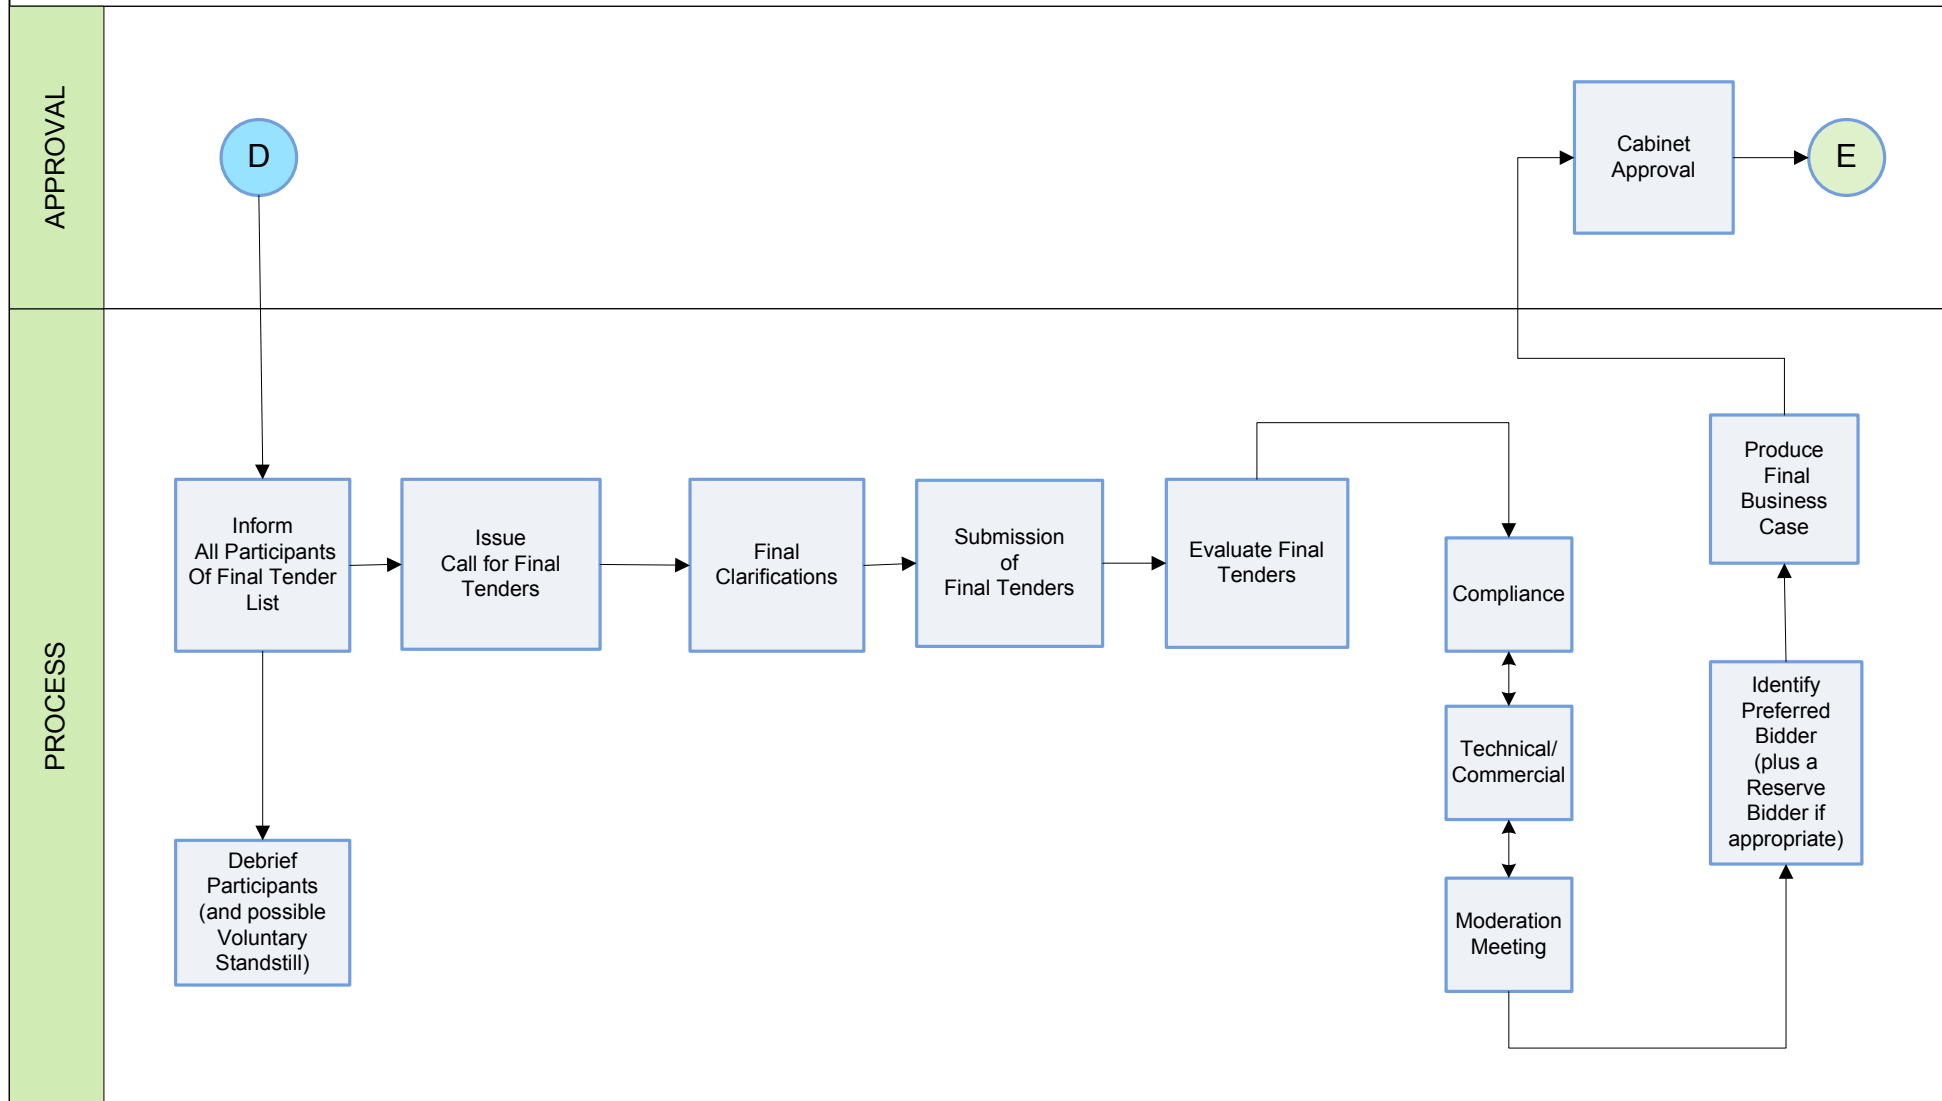 APPROVAL
D
Cabinet
Approval
E
PROCESS
Inform
All Participants
Of Final Tender
List
Issue
Call for Final
Tenders
Final
Clarifications
Submission
of
Final Tenders
Evaluate Final
Tenders
Compliance
Technical/
Commercial
Moderation
Meeting
Produce
Final
Business
Case
Identify
Preferred
Bidder
(plus a
Reserve
Bidder if
appropriate)
Debrief
Participants
(and possible
Voluntary
Standstill)